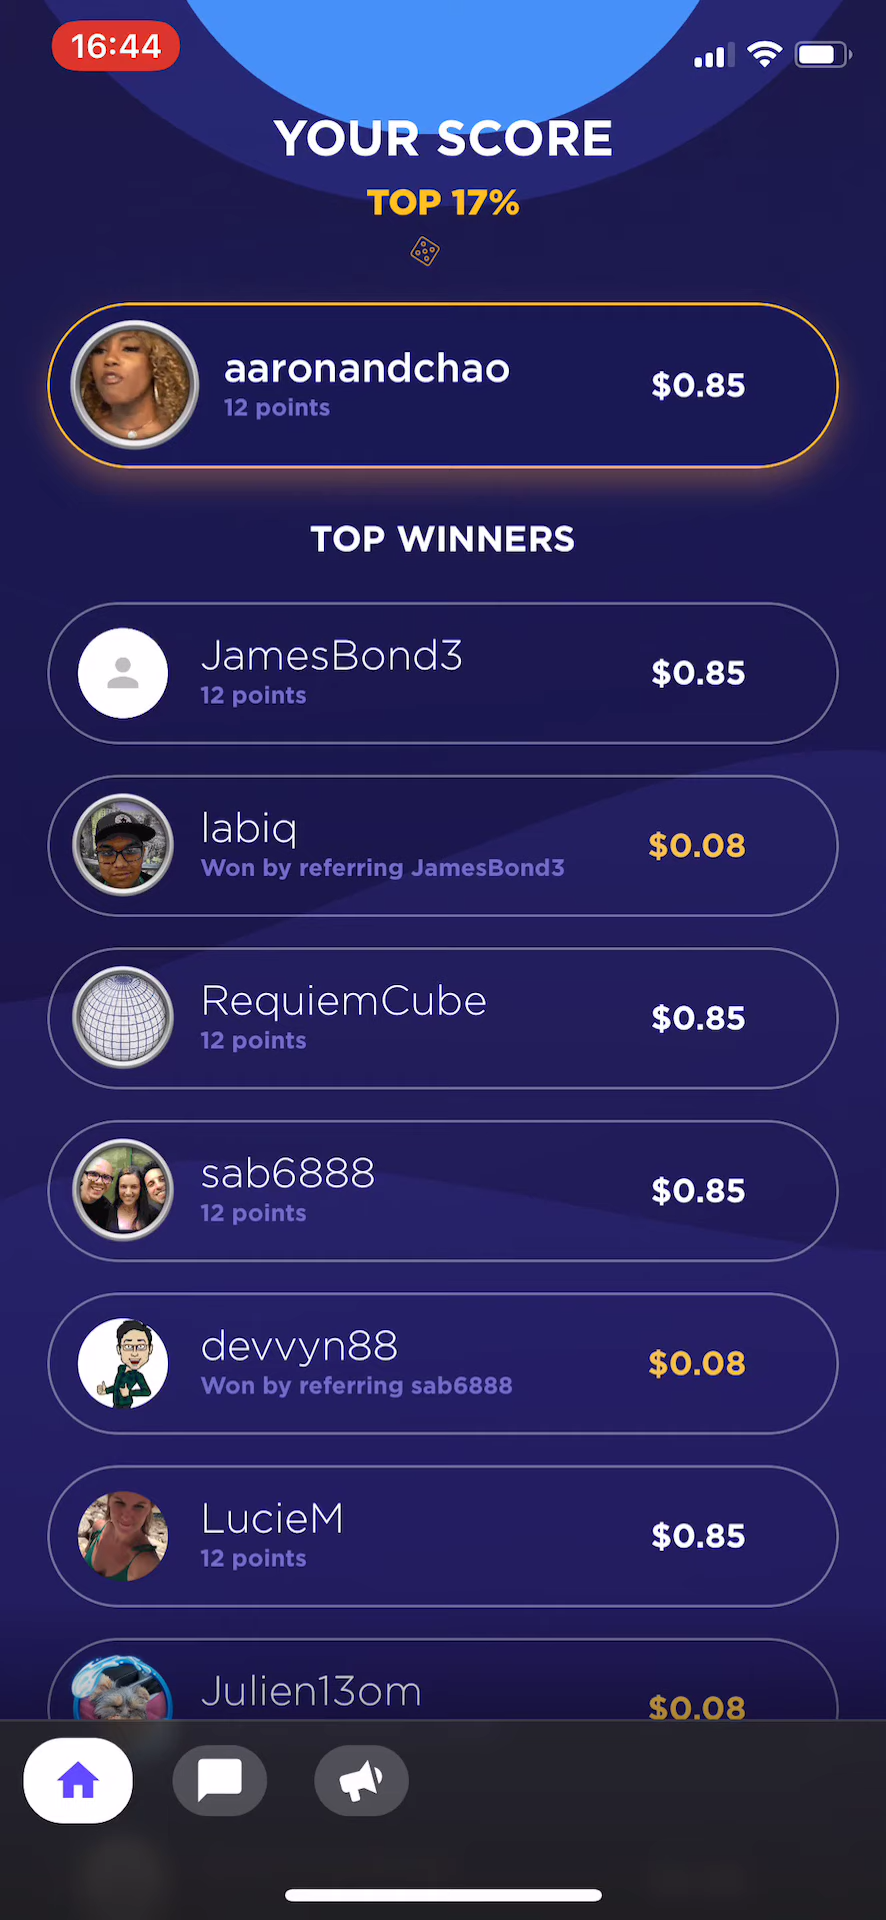 16:44
YOUR SCORE
TOP 17%
aaronandchao
12 points
$0.85
TOP WINNERS
JamesBond3
12 points
$0.85
labiq
Won by referring JamesBond3
$0.08
RequiemCube
12 points
$0.85
sab6888
12 points
$0.85
devvyn88
Won by referring sab6888
$0.08
LucieM
12 points
$0.85
Julien13om
$0.08